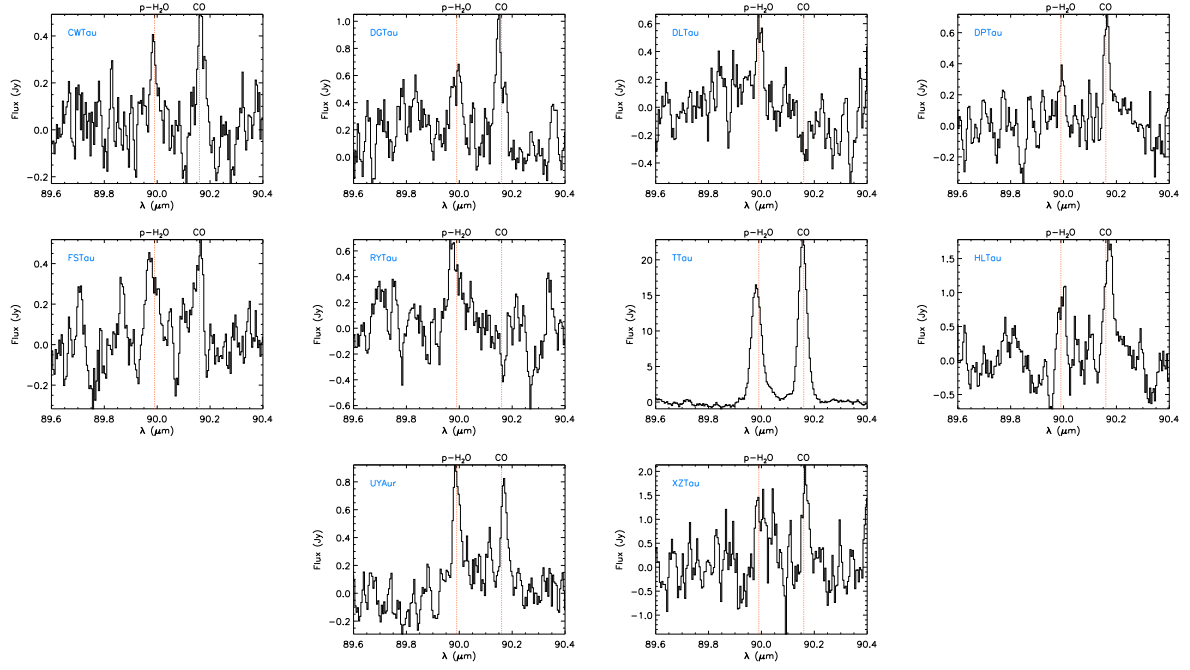 p-H₂O CO p-H₂O CO p-H₂O CO p-H₂O CO
CWTau DGTau DLTau DPTau
Flux (Jy) Flux (Jy) Flux (Jy) Flux (Jy)
0.4 1.0 0.6 0.6
0.2 0.8 0.4 0.4
0.0 0.6 0.2 0.2
-0.2 0.4 0.0 0.0
0.2 -0.2 -0.2
0.0 -0.4
89.6 89.8 90.0 90.2 90.4 89.6 89.8 90.0 90.2 90.4 89.6 89.8 90.0 90.2 90.4 89.6 89.8 90.0 90.2 90.4
λ (μm) λ (μm) λ (μm) λ (μm)
p-H₂O CO p-H₂O CO p-H₂O CO p-H₂O CO
FSTau RYTau TTau HLTau
Flux (Jy) Flux (Jy) Flux (Jy) Flux (Jy)
0.4 0.6 20 1.5
0.2 0.4 15 1.0
0.0 0.2 10 0.5
-0.2 0.0 5 0.0
-0.2 0 -0.5
-0.4
-0.6
89.6 89.8 90.0 90.2 90.4 89.6 89.8 90.0 90.2 90.4 89.6 89.8 90.0 90.2 90.4 89.6 89.8 90.0 90.2 90.4
λ (μm) λ (μm) λ (μm) λ (μm)
p-H₂O CO p-H₂O CO
UYAur XZTau
Flux (Jy) Flux (Jy)
0.8 2.0
0.6 1.5
0.4 1.0
0.2 0.5
0.0 0.0
-0.2 -0.5
-1.0
89.6 89.8 90.0 90.2 90.4 89.6 89.8 90.0 90.2 90.4
λ (μm) λ (μm)